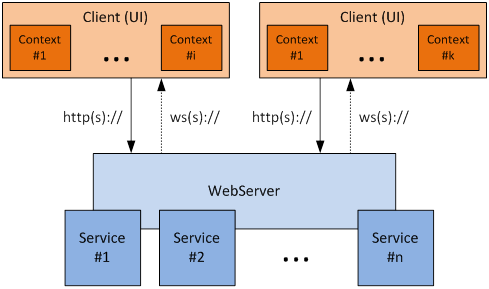 Client (UI)
Context
#1
...
Context
#i
Client (UI)
Context
#1
...
Context
#k
http(s)://
ws(s)://
http(s)://
ws(s)://
WebServer
Service
#1
Service
#2
...
Service
#n